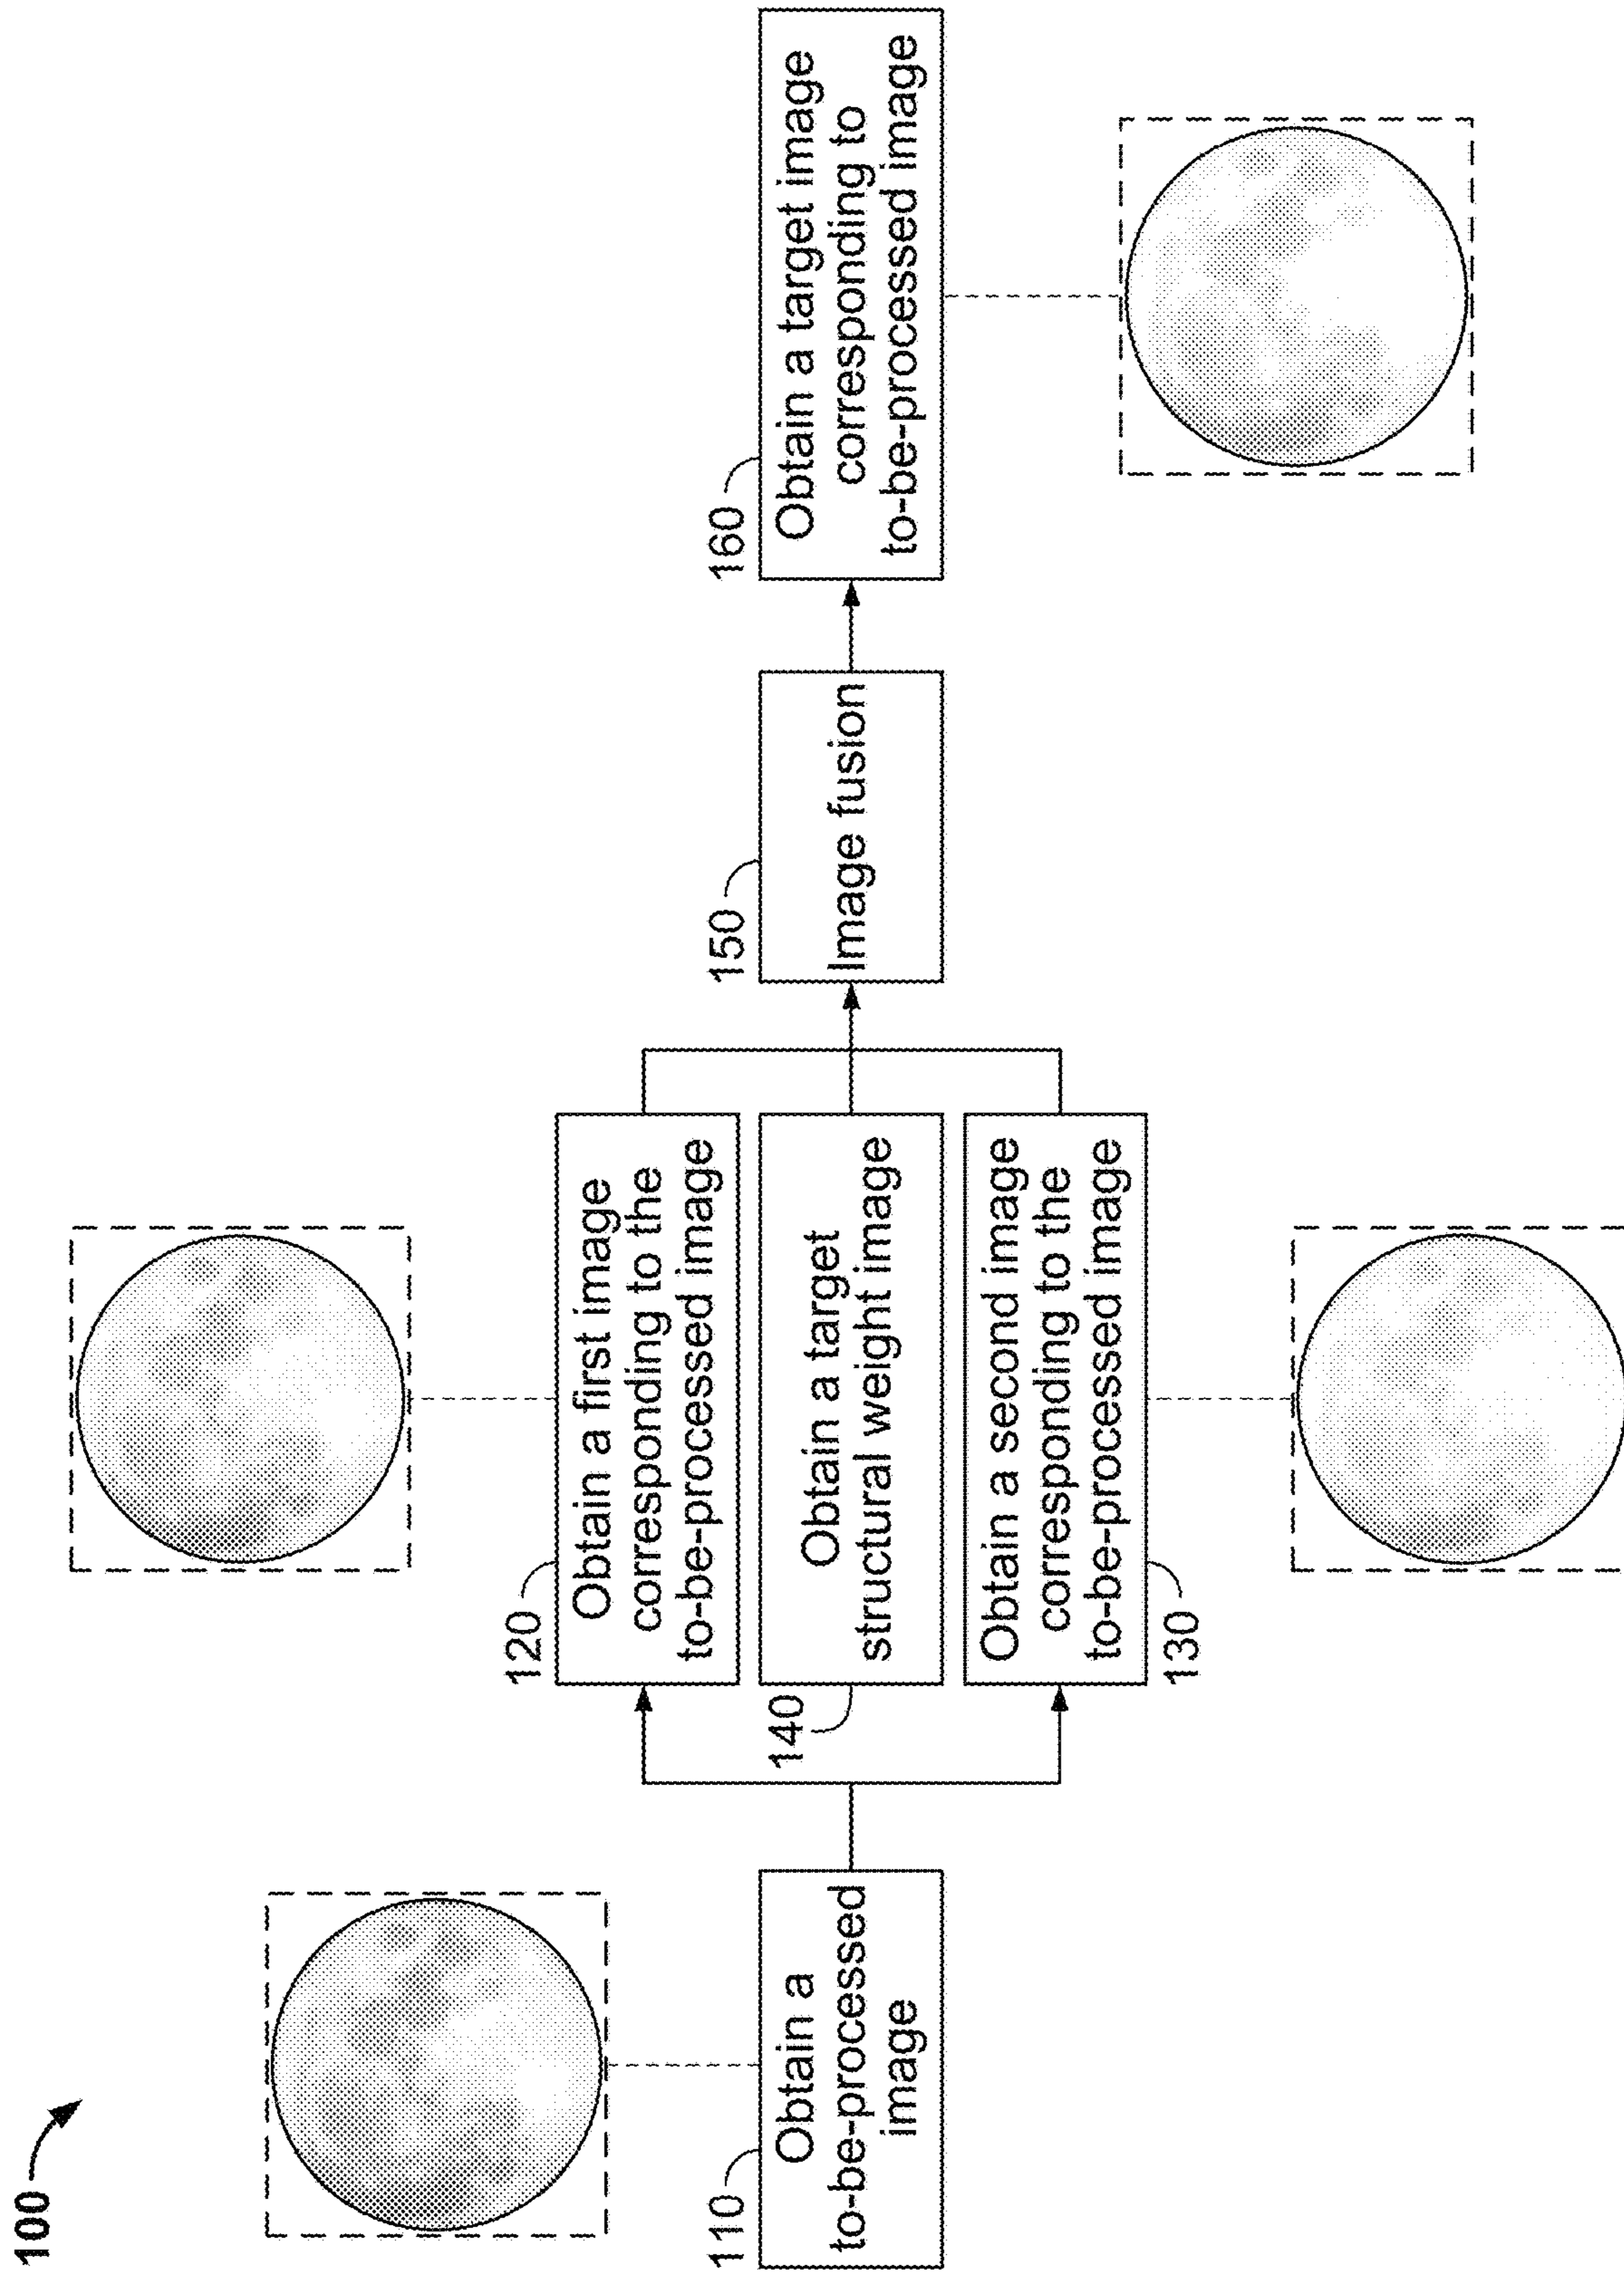 100
110
Obtain a
to-be-processed
image
120
Obtain a first image
corresponding to the
to-be-processed image
140
Obtain a target
structural weight image
Obtain a second image
corresponding to the
to-be-processed image
130
150
Image fusion
160
Obtain a target image
corresponding to
to-be-processed image